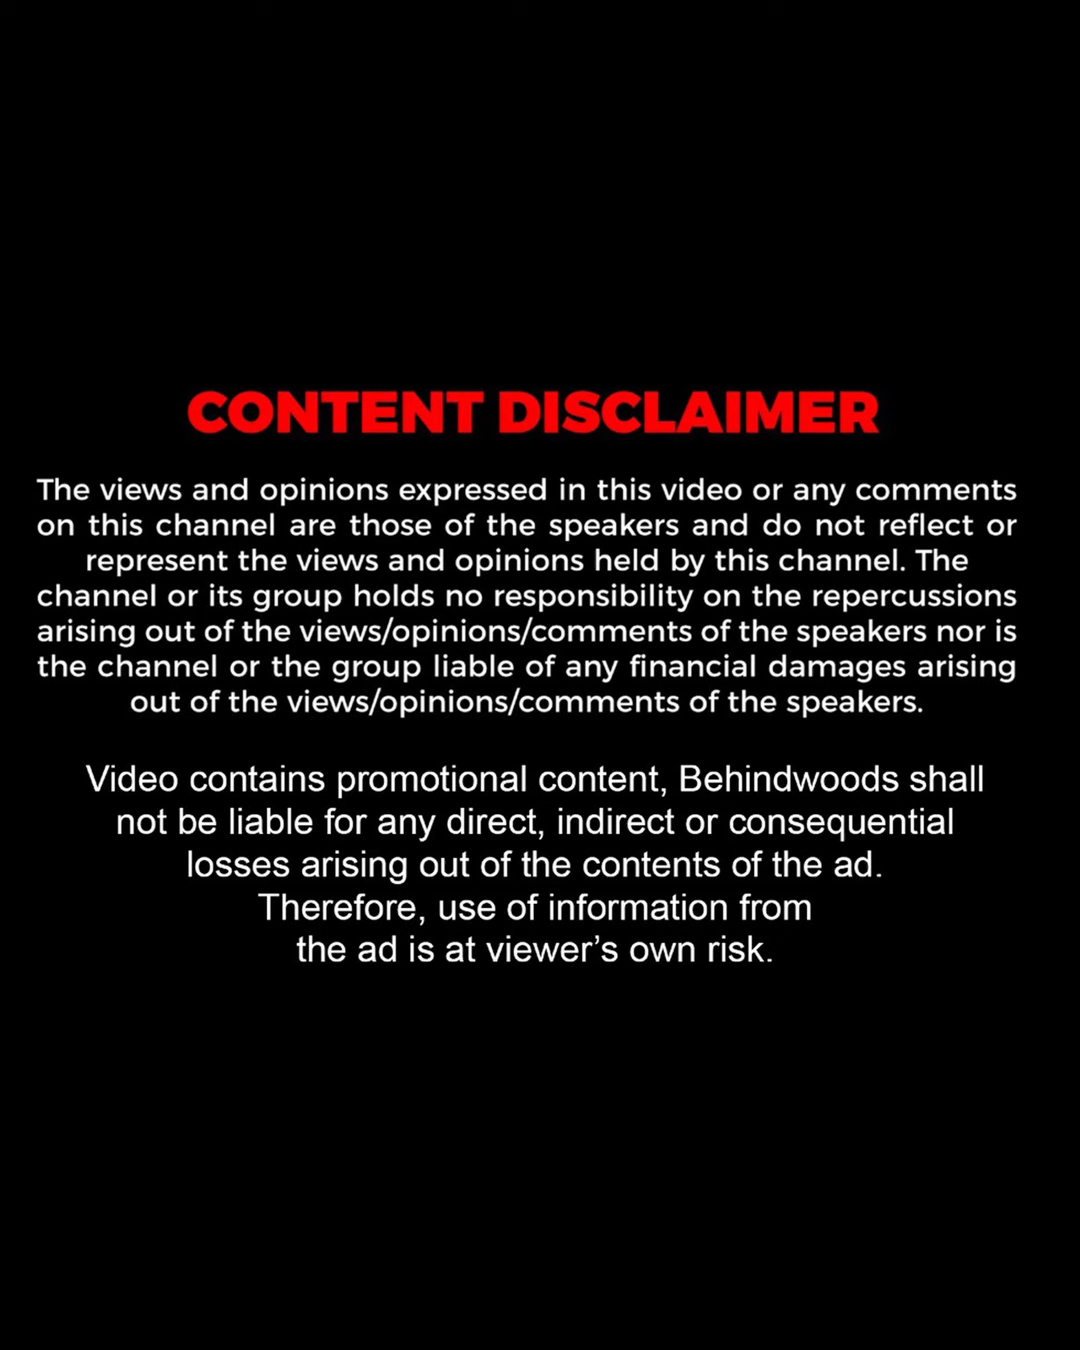 CONTENT DISCLAIMER
The views and opinions expressed in this video or any comments
on this channel are those of the speakers and do not reflect or
represent the views and opinions held by this channel. The
channel or its group holds no responsibility on the repercussions
arising out of the views/opinions/comments of the speakers nor is
the channel or the group liable of any financial damages arising
out of the views/opinions/comments of the speakers.
Video contains promotional content, Behindwoods shall
not be liable for any direct, indirect or consequential
losses arising out of the contents of the ad.
Therefore, use of information from
the ad is at viewer’s own risk.